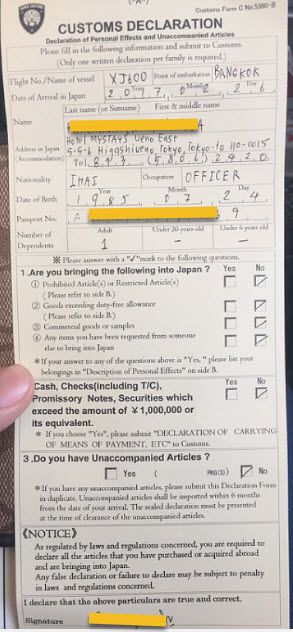 (-A-)
Customs Form C No.5360-B
CUSTOMS DECLARATION
Declaration of Personal Effects and Unaccompanied Articles
Please fill in the following information and submit to Customs.
(Only one written declaration per family is required.)
Flight No./Name of vessel XJ600 Point of embarkation BANGKOK
Year Month Day
Date of Arrival in Japan 2017, 02, 26
Last name (or Surname) First & middle name
Name A
Hotel MYSTAYS Ueno East
Address in Japan 5-5-6 Higashiueno, Tokyo, Tokyo-to 110-0015
(Accommodation) Tel. (5806) 2420
Nationality THAI Occupation OFFICER
Year Month Day
Date of Birth 1985 07 24
Passport No. A 9
Number of Dependents Adult 1 Under 20 years old - Under 6 years old -
※ Please answer with a "✓" mark to the following questions.
1.Are you bringing the following into Japan ? Yes No
① Prohibited Article(s) or Restricted Article(s) ✓
(Please refer to side B.)
② Goods exceeding duty-free allowance ✓
(Please refer to side B.)
③ Commercial goods or samples ✓
④ Any items you have been requested from someone ✓
else to bring into Japan
* If your answer to any of the questions above is "Yes, " please list your
belongings in "Description of Personal Effects" on side B.
Cash, Checks(including T/C), Yes No
Promissory Notes, Securities which ✓
exceed the amount of ¥1,000,000 or
its equivalent.
* If you choose "Yes", please submit "DECLARATION OF CARRYING
OF MEANS OF PAYMENT, ETC" to Customs.
3.Do you have Unaccompanied Articles ?
Yes ( PKG(S)) ✓ No
* If you have any unaccompanied articles, please submit this Declaration Form
in duplicate. Unaccompanied articles shall be imported within 6 months
from the date of your arrival. The sealed declaration must be presented
at the time of clearance of the unaccompanied articles.
《NOTICE》
As regulated by laws and regulations concerned, you are required to
declare all the articles that you have purchased or acquired abroad
and are bringing into Japan.
Any false declaration or failure to declare may be subject to penalty
in laws and regulations concerned.
I declare that the above particulars are true and correct.
Signature